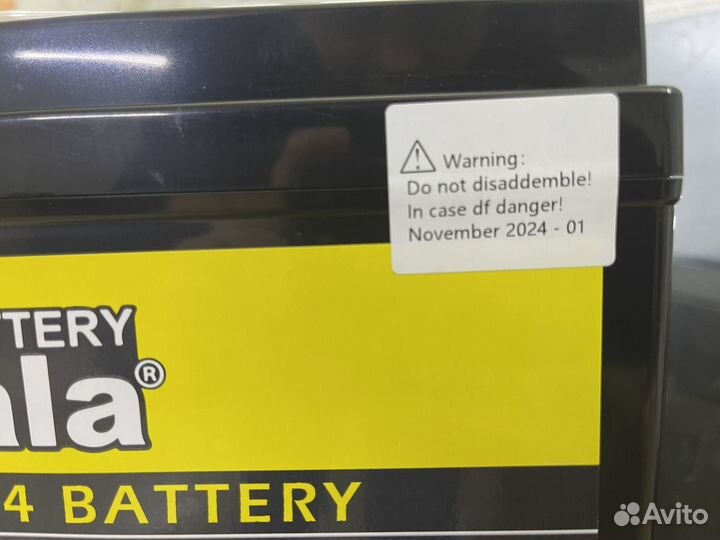 Warning:
Do not disaddemble!
In case df danger!
November 2024 - 01
TTERY
ala®
4 BATTERY
Avito